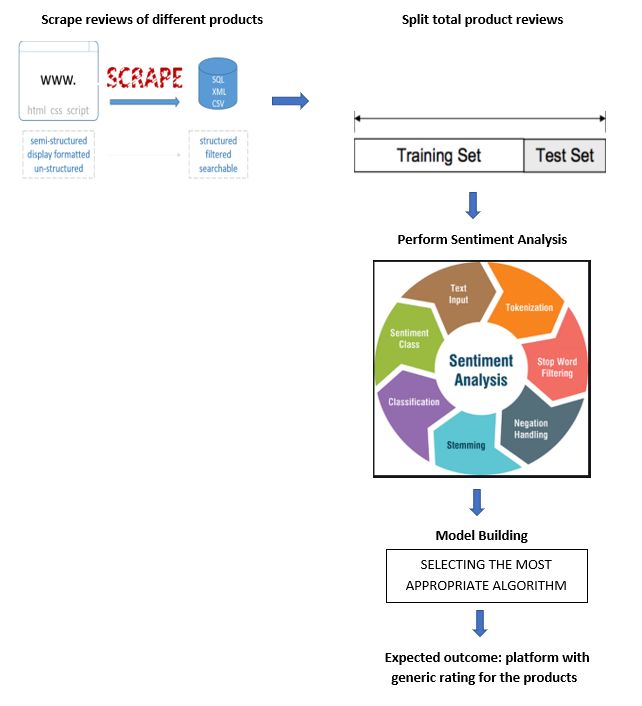 Scrape reviews of different products
Split total product reviews
www.
html css script
SCRAPE
SQL
XML
CSV
semi-structured
display formatted
un-structured
structured
filtered
searchable
Training Set
Test Set
Perform Sentiment Analysis
Text
Input
Tokenization
Stop Word
Filtering
Negation
Handling
Stemming
Classification
Sentiment
Class
Sentiment
Analysis
Model Building
SELECTING THE MOST
APPROPRIATE ALGORITHM
Expected outcome: platform with
generic rating for the products